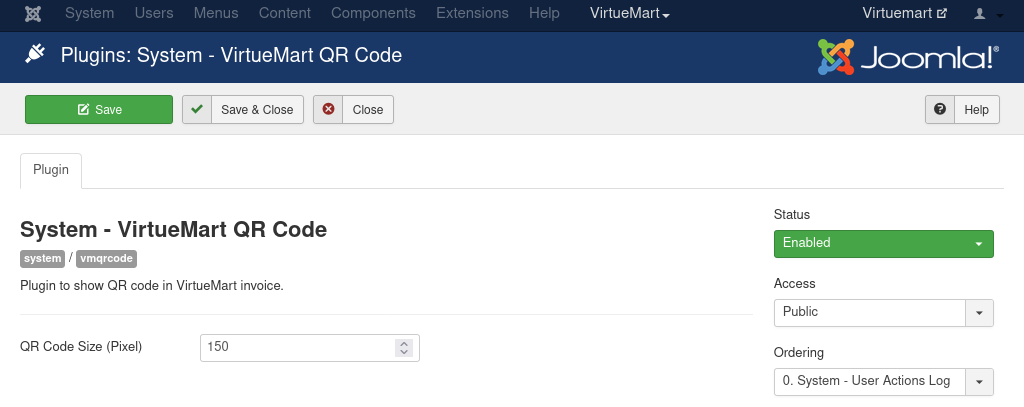 System Users Menus Content Components Extensions Help VirtueMart Virtuemart
Plugins: System - VirtueMart QR Code Joomla!®
Save Save & Close Close Help
Plugin
System - VirtueMart QR Code
system / vmqrcode
Plugin to show QR code in VirtueMart invoice.
QR Code Size (Pixel) 150
Status
Enabled
Access
Public
Ordering
0. System - User Actions Log